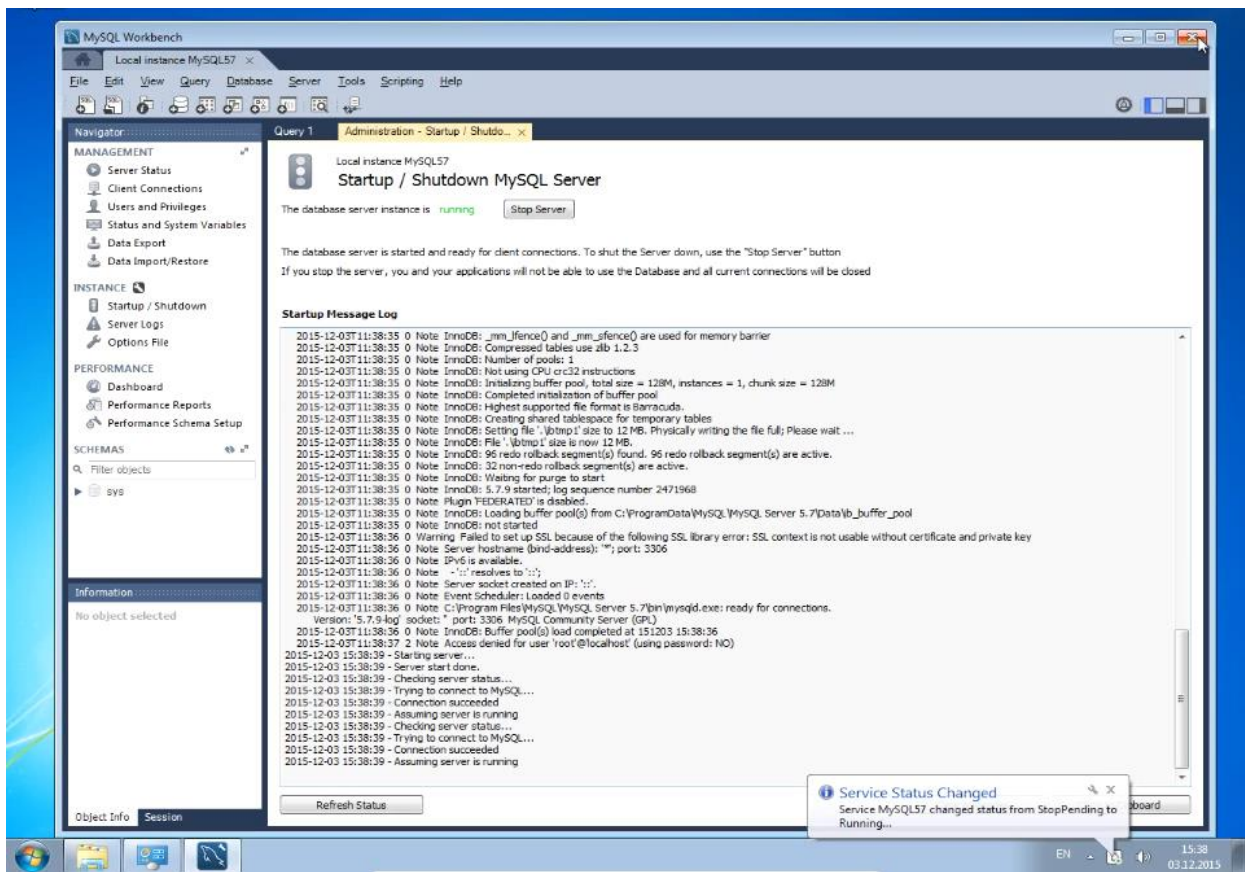 MySQL Workbench
Local instance MySQL57
File Edit View Query Database Server Tools Scripting Help
Navigator
MANAGEMENT
Server Status
Client Connections
Users and Privileges
Status and System Variables
Data Export
Data Import/Restore
INSTANCE
Startup / Shutdown
Server Logs
Options File
PERFORMANCE
Dashboard
Performance Reports
Performance Schema Setup
SCHEMAS
Filter objects
sys
Information
No object selected
Object Info Session
Query 1 Administration - Startup / Shutdo...
Local instance MySQL57
Startup / Shutdown MySQL Server
The database server instance is running Stop Server
The database server is started and ready for client connections. To shut the Server down, use the "Stop Server" button
If you stop the server, you and your applications will not be able to use the Database and all current connections will be closed
Startup Message Log
2015-12-03T11:38:35 0 Note InnoDB: _mm_lfence() and _mm_sfence() are used for memory barrier
2015-12-03T11:38:35 0 Note InnoDB: Compressed tables use zlib 1.2.3
2015-12-03T11:38:35 0 Note InnoDB: Number of pools: 1
2015-12-03T11:38:35 0 Note InnoDB: Not using CPU crc32 instructions
2015-12-03T11:38:35 0 Note InnoDB: Initializing buffer pool, total size = 128M, instances = 1, chunk size = 128M
2015-12-03T11:38:35 0 Note InnoDB: Completed initialization of buffer pool
2015-12-03T11:38:35 0 Note InnoDB: Highest supported file format is Barracuda.
2015-12-03T11:38:35 0 Note InnoDB: Creating shared tablespace for temporary tables
2015-12-03T11:38:35 0 Note InnoDB: Setting file '.\ibtmp1' size to 12 MB. Physically writing the file full; Please wait ...
2015-12-03T11:38:35 0 Note InnoDB: File '.\ibtmp1' size is now 12 MB.
2015-12-03T11:38:35 0 Note InnoDB: 96 redo rollback segment(s) found. 96 redo rollback segment(s) are active.
2015-12-03T11:38:35 0 Note InnoDB: 32 non-redo rollback segment(s) are active.
2015-12-03T11:38:35 0 Note InnoDB: Waiting for purge to start
2015-12-03T11:38:35 0 Note InnoDB: 5.7.9 started; log sequence number 2471968
2015-12-03T11:38:35 0 Note Plugin 'FEDERATED' is disabled.
2015-12-03T11:38:35 0 Note InnoDB: Loading buffer pool(s) from C:\ProgramData\MySQL\MySQL Server 5.7\Data\ib_buffer_pool
2015-12-03T11:38:35 0 Note InnoDB: not started
2015-12-03T11:38:36 0 Warning Failed to set up SSL because of the following SSL library error: SSL context is not usable without certificate and private key
2015-12-03T11:38:36 0 Note Server hostname (bind-address): '*'; port: 3306
2015-12-03T11:38:36 0 Note IPv6 is available.
2015-12-03T11:38:36 0 Note - '::' resolves to '::';
2015-12-03T11:38:36 0 Note Server socket created on IP: '::'.
2015-12-03T11:38:36 0 Note Event Scheduler: Loaded 0 events
2015-12-03T11:38:36 0 Note C:\Program Files\MySQL\MySQL Server 5.7\bin\mysqld.exe: ready for connections.
Version: '5.7.9-log' socket: '' port: 3306 MySQL Community Server (GPL)
2015-12-03T11:38:36 0 Note InnoDB: Buffer pool(s) load completed at 151203 15:38:36
2015-12-03T11:38:37 2 Note Access denied for user 'root'@'localhost' (using password: NO)
2015-12-03 15:38:39 - Starting server...
2015-12-03 15:38:39 - Server start done.
2015-12-03 15:38:39 - Checking server status...
2015-12-03 15:38:39 - Trying to connect to MySQL...
2015-12-03 15:38:39 - Connection succeeded
2015-12-03 15:38:39 - Assuming server is running
2015-12-03 15:38:39 - Checking server status...
2015-12-03 15:38:39 - Trying to connect to MySQL...
2015-12-03 15:38:39 - Connection succeeded
2015-12-03 15:38:39 - Assuming server is running
Refresh Status
Service Status Changed
Service MySQL57 changed status from StopPending to
Running...
EN 15:38
03.12.2015